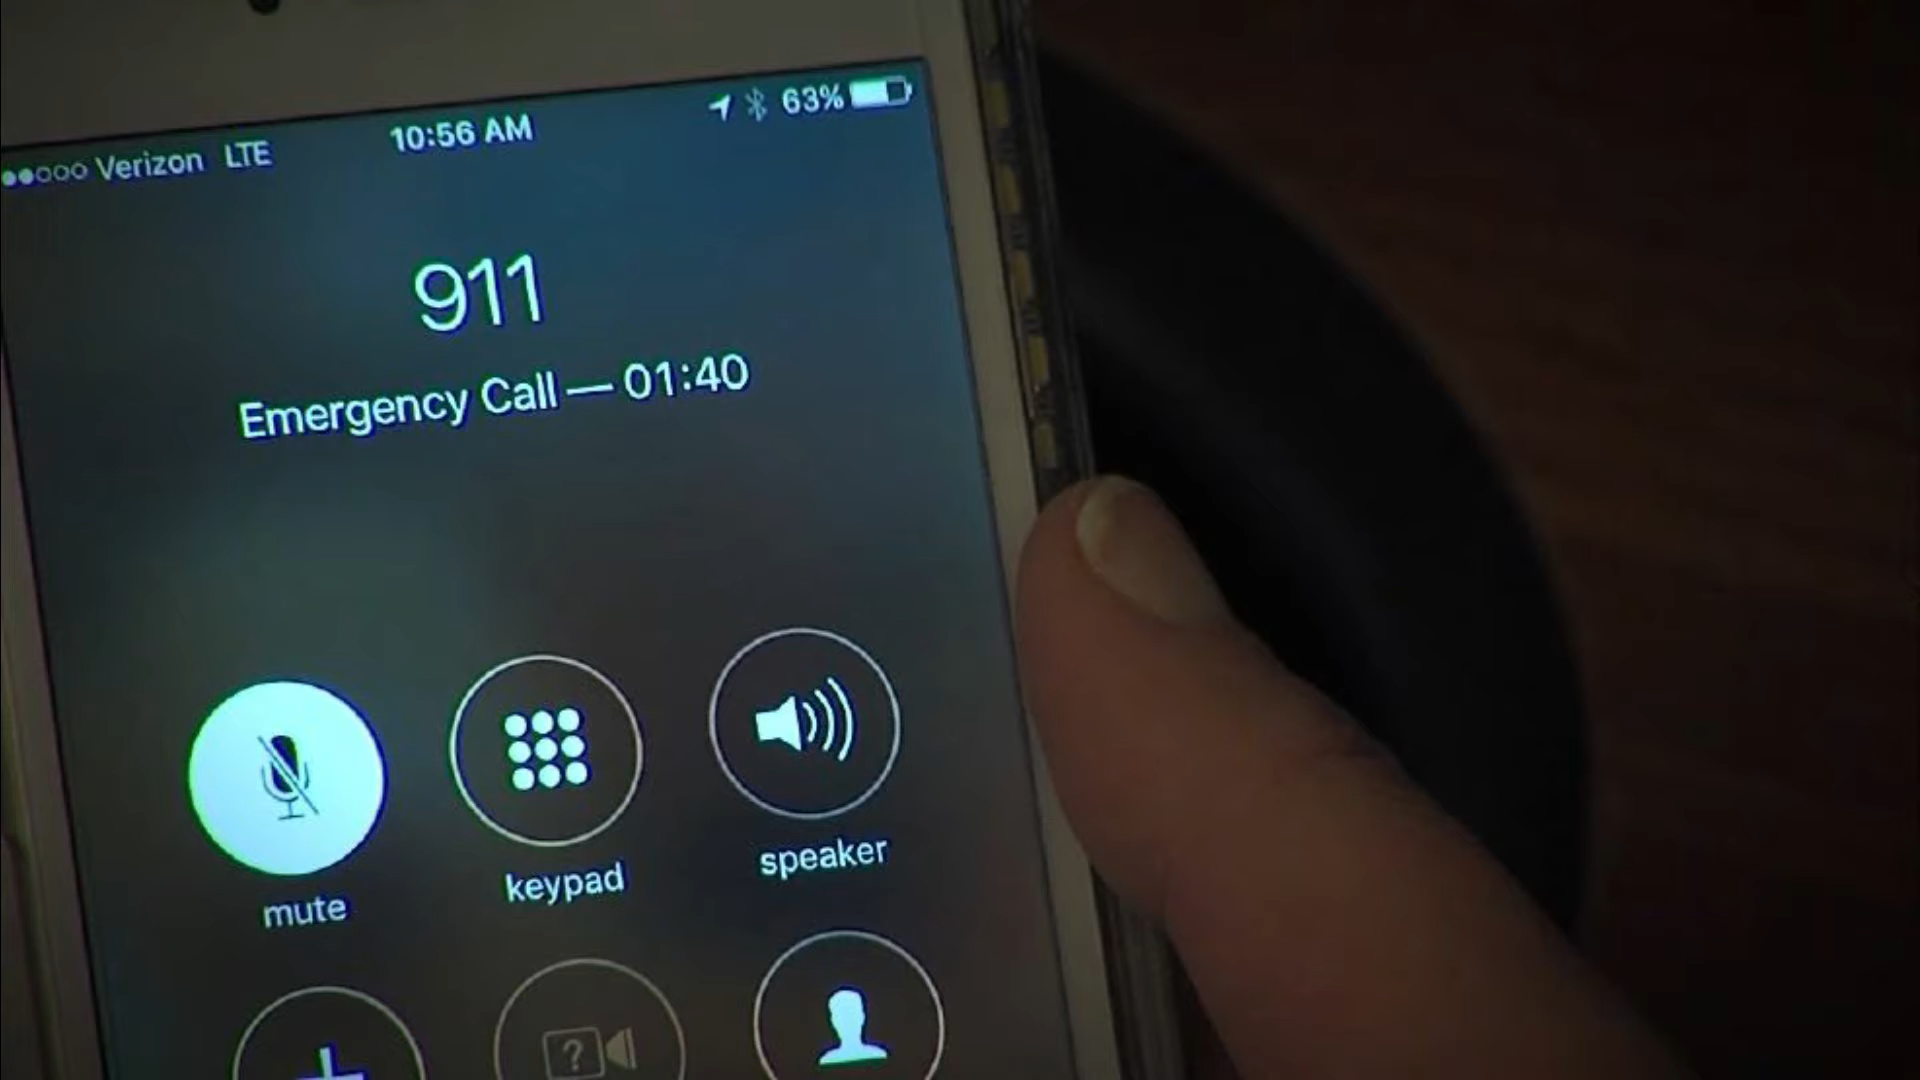 Verizon LTE 10:56 AM 63%
911
Emergency Call — 01:40
mute keypad speaker
?